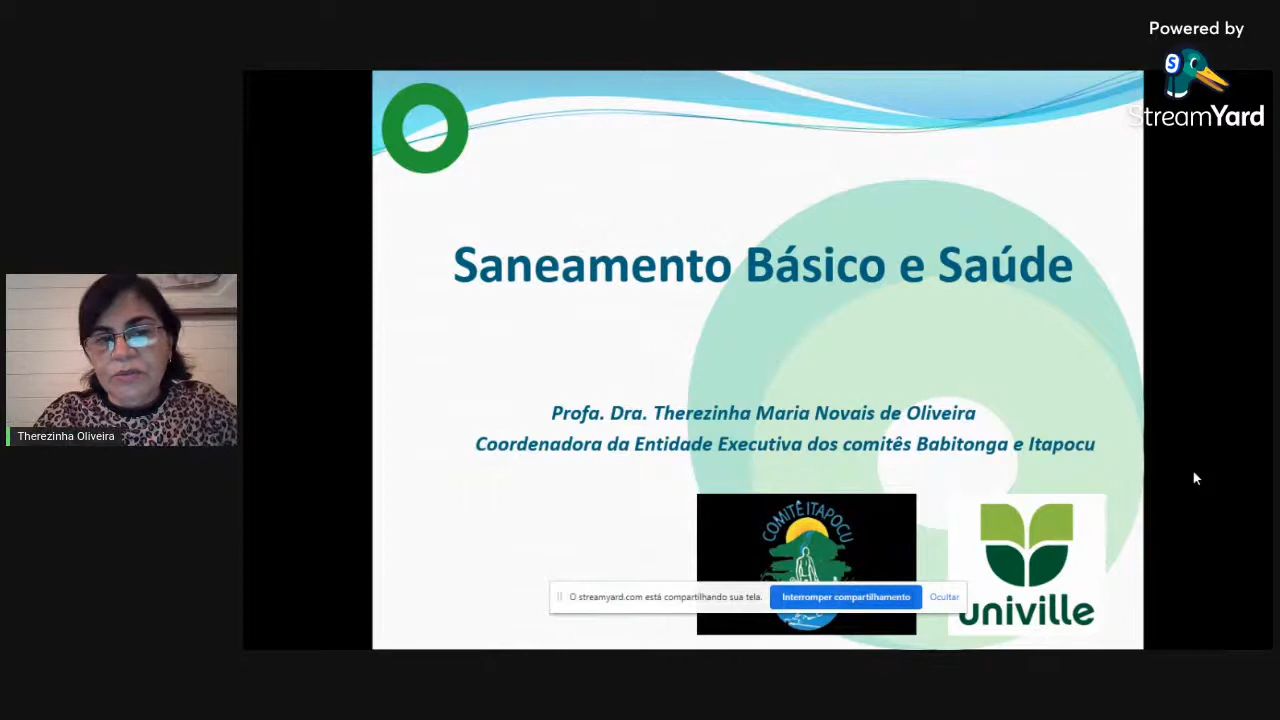 Powered by
StreamYard
Saneamento Básico e Saúde
Profa. Dra. Therezinha Maria Novais de Oliveira
Coordenadora da Entidade Executiva dos comitês Babitonga e Itapocu
Therezinha Oliveira
COMITÊ ITAPOCU
O streamyard.com está compartilhando sua tela.
Interromper compartilhamento
Ocultar
univille